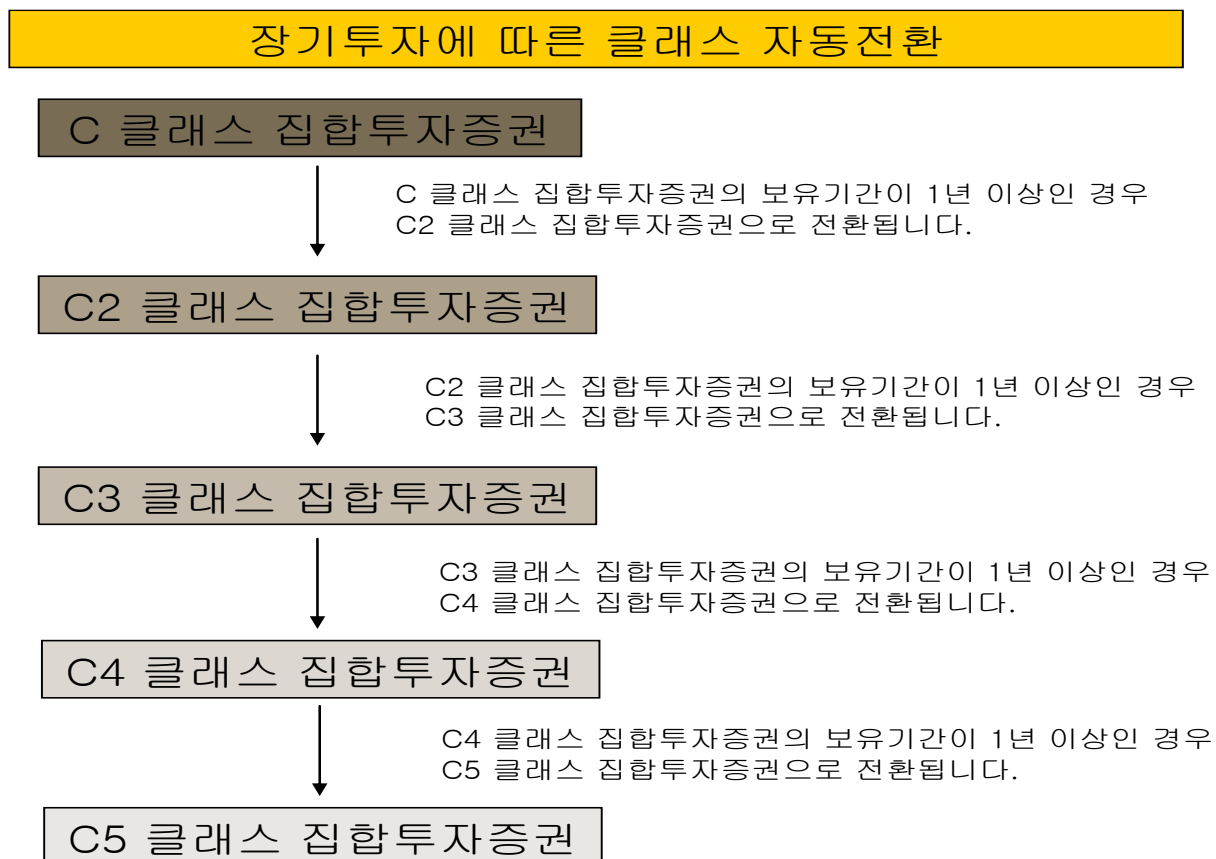 장기투자에 따른 클래스 자동전환
C 클래스 집합투자증권
C 클래스 집합투자증권의 보유기간이 1년 이상인 경우
C2 클래스 집합투자증권으로 전환됩니다.
C2 클래스 집합투자증권
C2 클래스 집합투자증권의 보유기간이 1년 이상인 경우
C3 클래스 집합투자증권으로 전환됩니다.
C3 클래스 집합투자증권
C3 클래스 집합투자증권의 보유기간이 1년 이상인 경우
C4 클래스 집합투자증권으로 전환됩니다.
C4 클래스 집합투자증권
C4 클래스 집합투자증권의 보유기간이 1년 이상인 경우
C5 클래스 집합투자증권으로 전환됩니다.
C5 클래스 집합투자증권